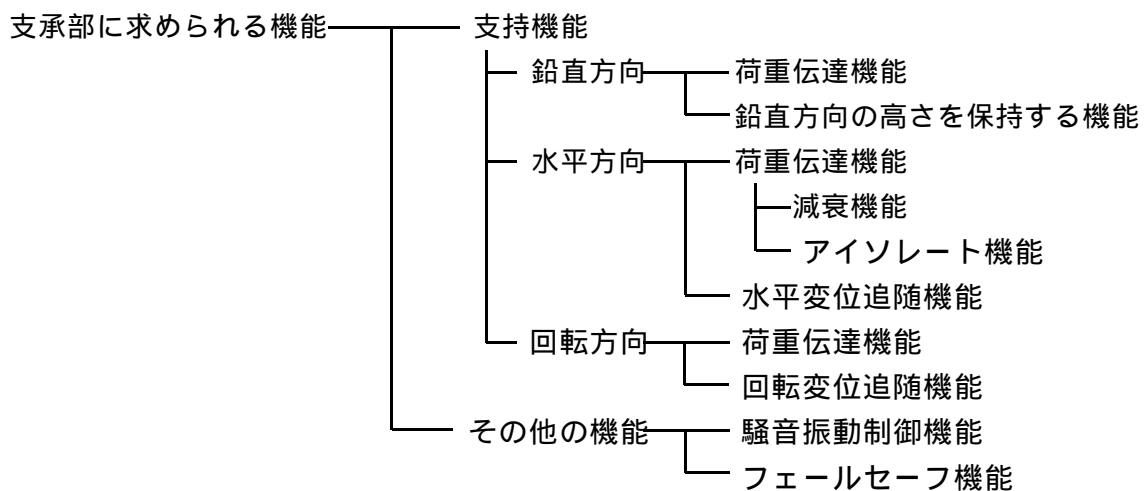 支承部に求められる機能 支持機能
鉛直方向 荷重伝達機能
鉛直方向の高さを保持する機能
水平方向 荷重伝達機能
減衰機能
アイソレート機能
水平変位追随機能
回転方向 荷重伝達機能
回転変位追随機能
その他の機能 騒音振動制御機能
フェールセーフ機能